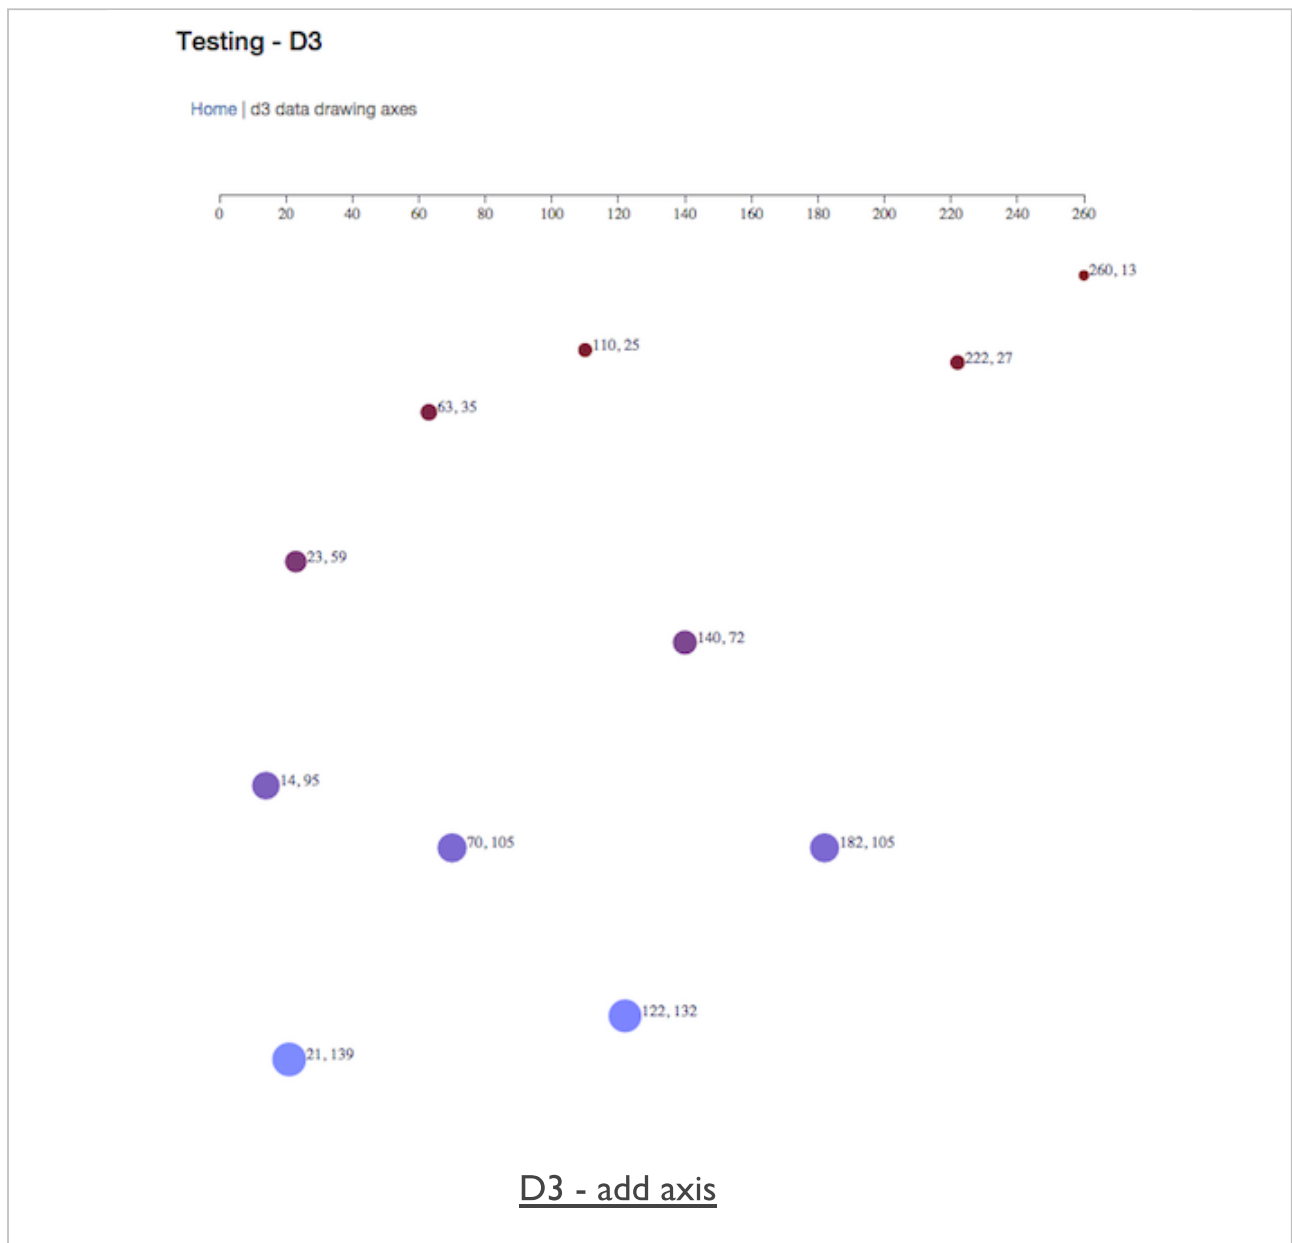 Testing - D3
Home | d3 data drawing axes
0 20 40 60 80 100 120 140 160 180 200 220 240 260
260, 13
110, 25
222, 27
63, 35
23, 59
140, 72
14, 95
70, 105
182, 105
122, 132
21, 139
D3 - add axis